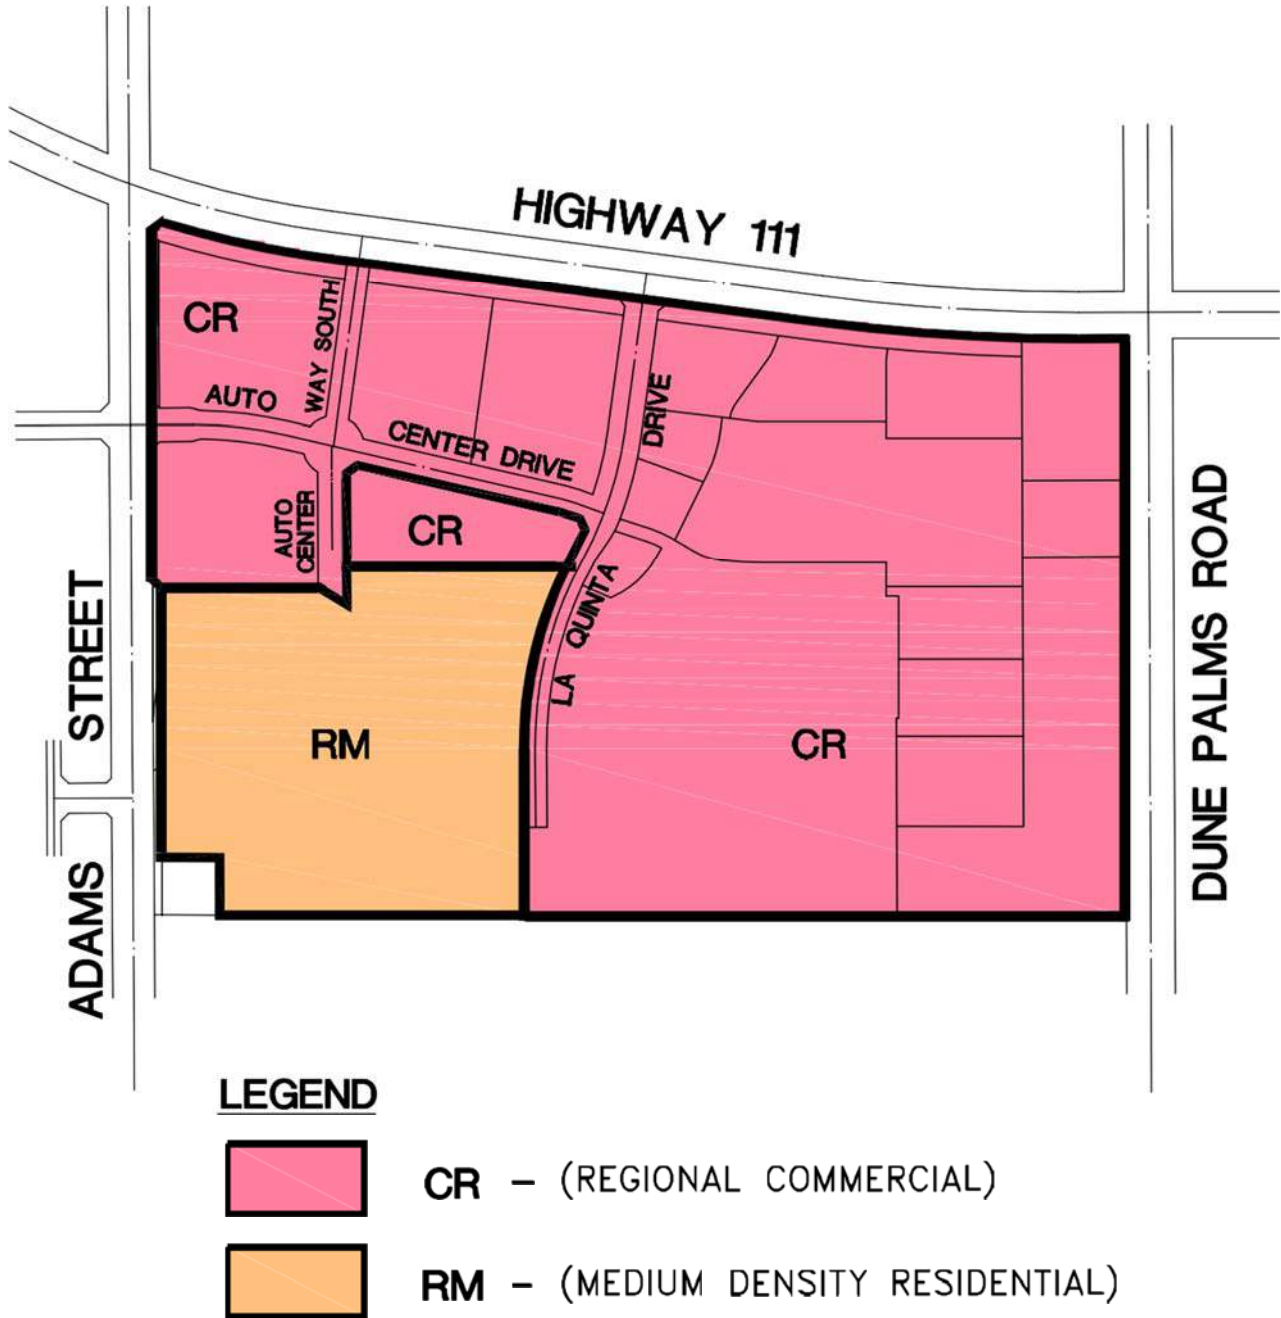 HIGHWAY 111
CR
WAY SOUTH
AUTO
DRIVE
CENTER DRIVE
AUTO
CENTER
CR
LA QUINTA
STREET
ADAMS
RM
CR
DUNE PALMS ROAD
LEGEND
CR - (REGIONAL COMMERCIAL)
RM - (MEDIUM DENSITY RESIDENTIAL)